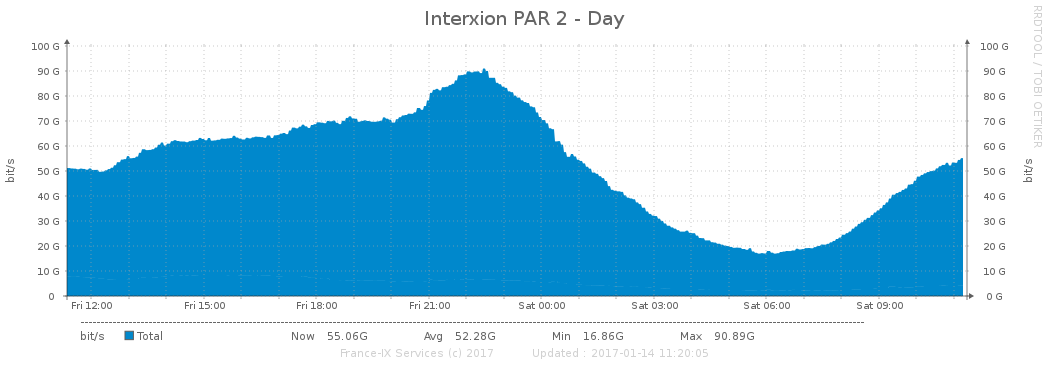 Interxion PAR 2 - Day
RRDTOOL / TOBI OETIKER
bit/s
bit/s
100 G 100 G
90 G 90 G
80 G 80 G
70 G 70 G
60 G 60 G
50 G 50 G
40 G 40 G
30 G 30 G
20 G 20 G
10 G 10 G
0 0 G
Fri 12:00 Fri 15:00 Fri 18:00 Fri 21:00 Sat 00:00 Sat 03:00 Sat 06:00 Sat 09:00
bit/s Total Now 55.06G Avg 52.28G Min 16.86G Max 90.89G
France-IX Services (c) 2017 Updated : 2017-01-14 11:20:05